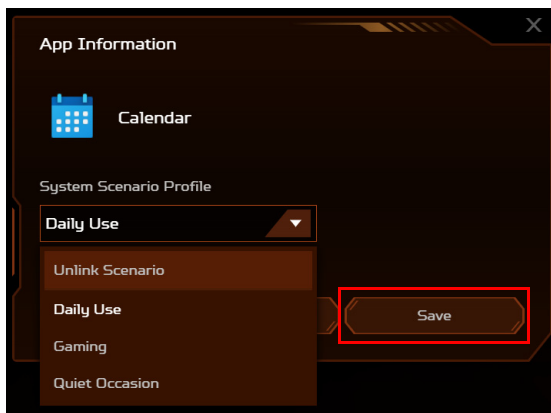 App Information
X
Calendar
System Scenario Profile
Daily Use
Unlink Scenario
Daily Use
Gaming
Quiet Occasion
Save